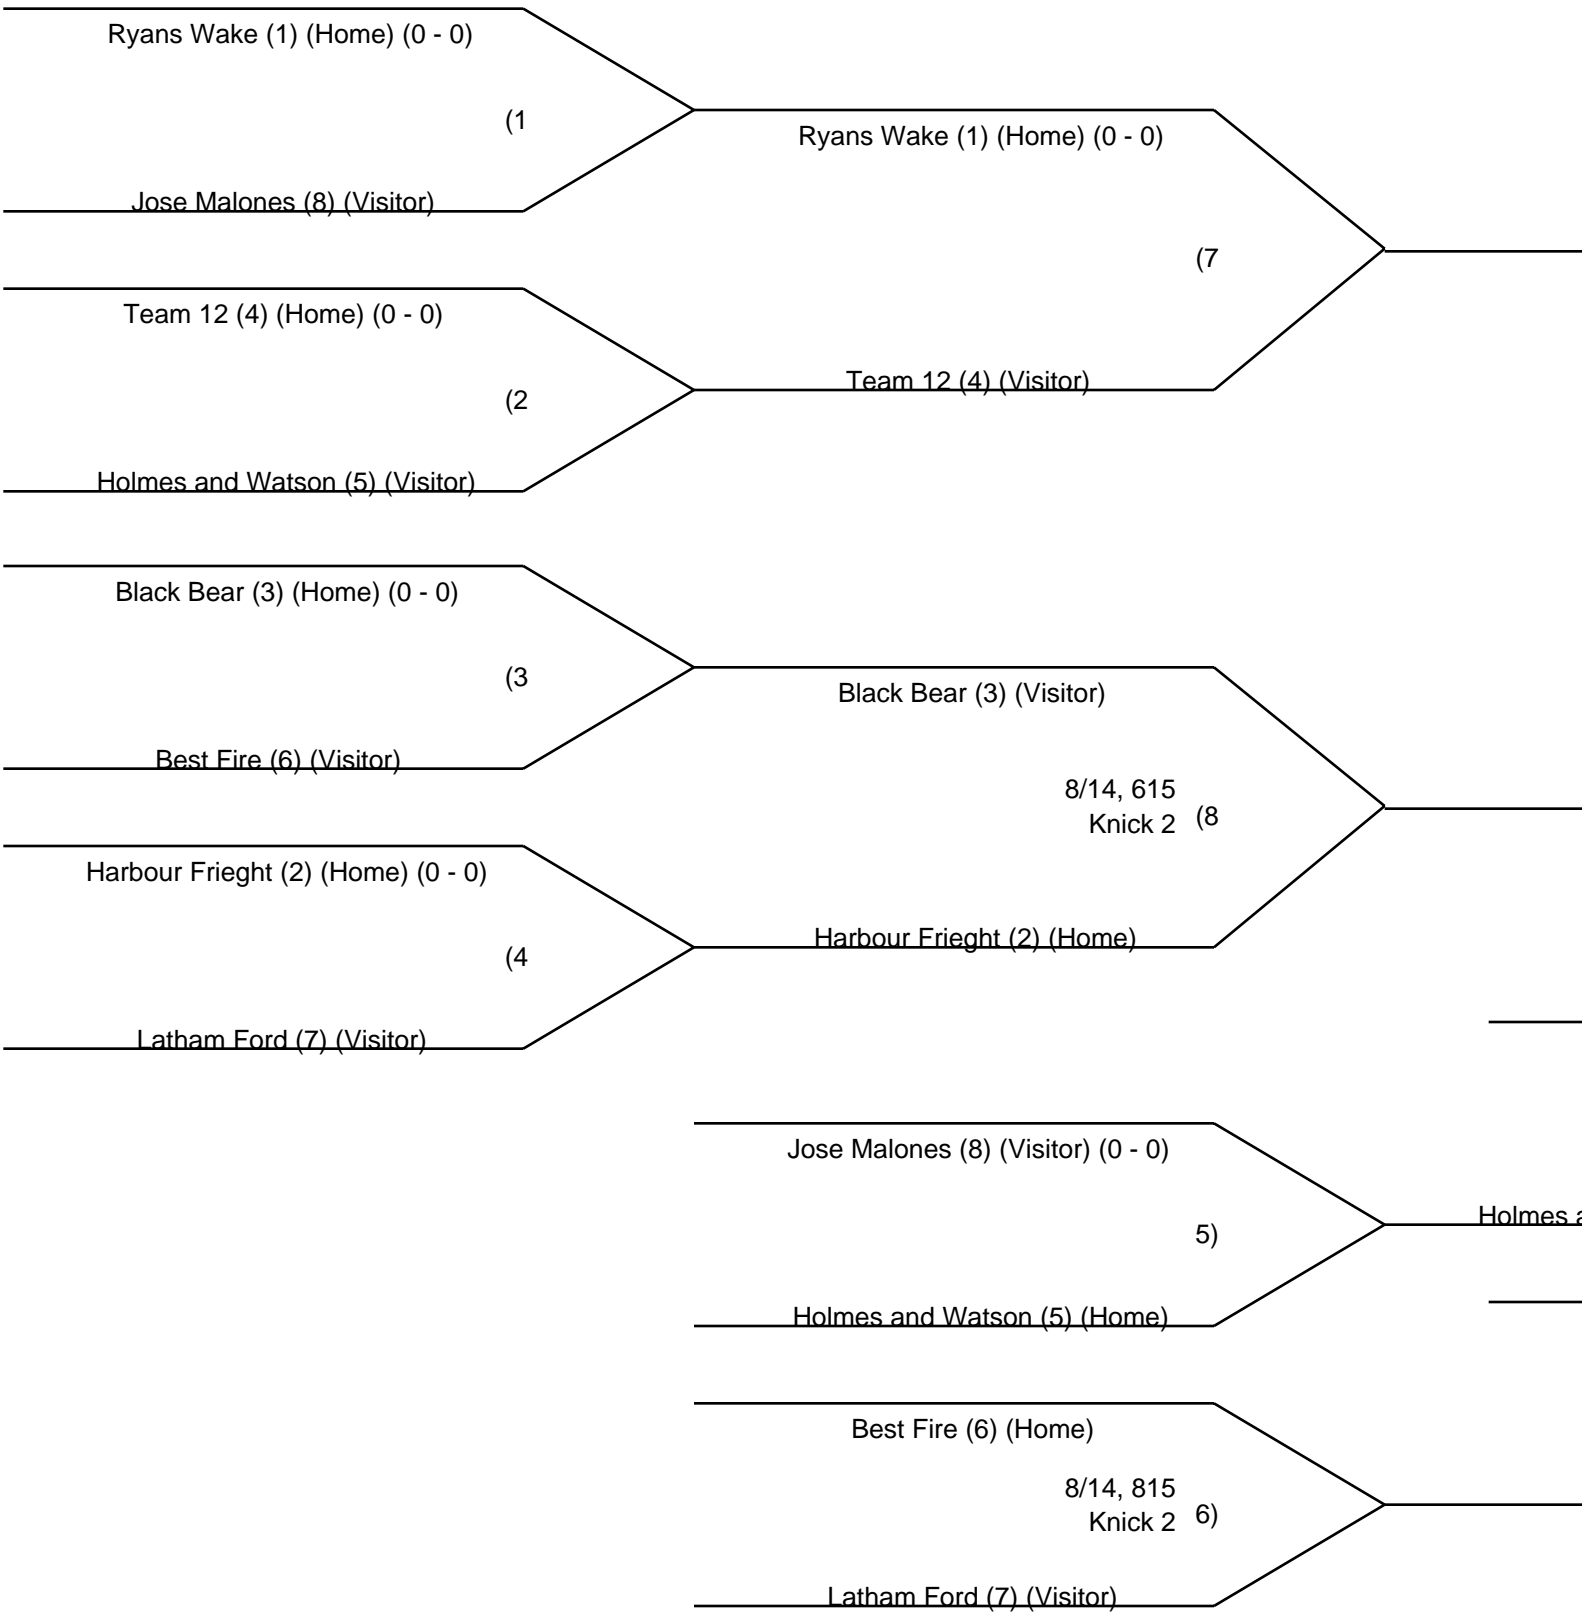 Ryans Wake (1) (Home) (0 - 0)
(1
Jose Malones (8) (Visitor)
Ryans Wake (1) (Home) (0 - 0)
(7
Team 12 (4) (Visitor)
Team 12 (4) (Home) (0 - 0)
(2
Holmes and Watson (5) (Visitor)
Black Bear (3) (Home) (0 - 0)
(3
Best Fire (6) (Visitor)
Black Bear (3) (Visitor)
8/14, 615
Knick 2
(8
Harbour Frieght (2) (Home)
Harbour Frieght (2) (Home) (0 - 0)
(4
Latham Ford (7) (Visitor)
Jose Malones (8) (Visitor) (0 - 0)
5)
Holmes and Watson (5) (Home)
Holmes a
Best Fire (6) (Home)
8/14, 815
Knick 2
6)
Latham Ford (7) (Visitor)